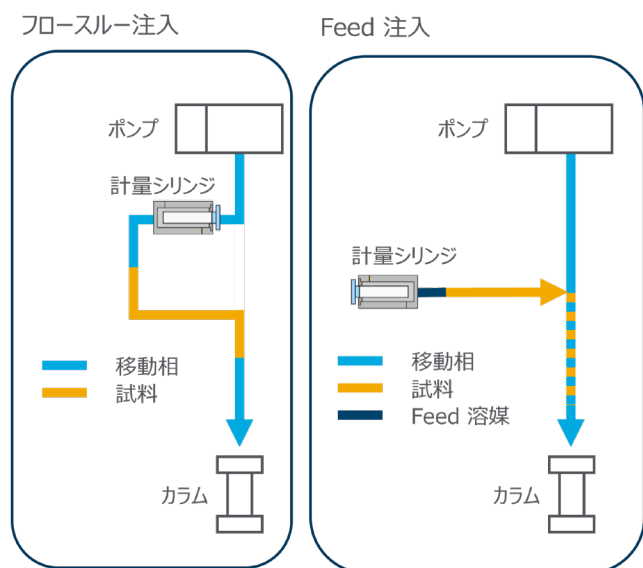 フロースルー注入
ポンプ
計量シリンジ
移動相
試料
カラム
Feed 注入
ポンプ
計量シリンジ
移動相
試料
Feed 溶媒
カラム